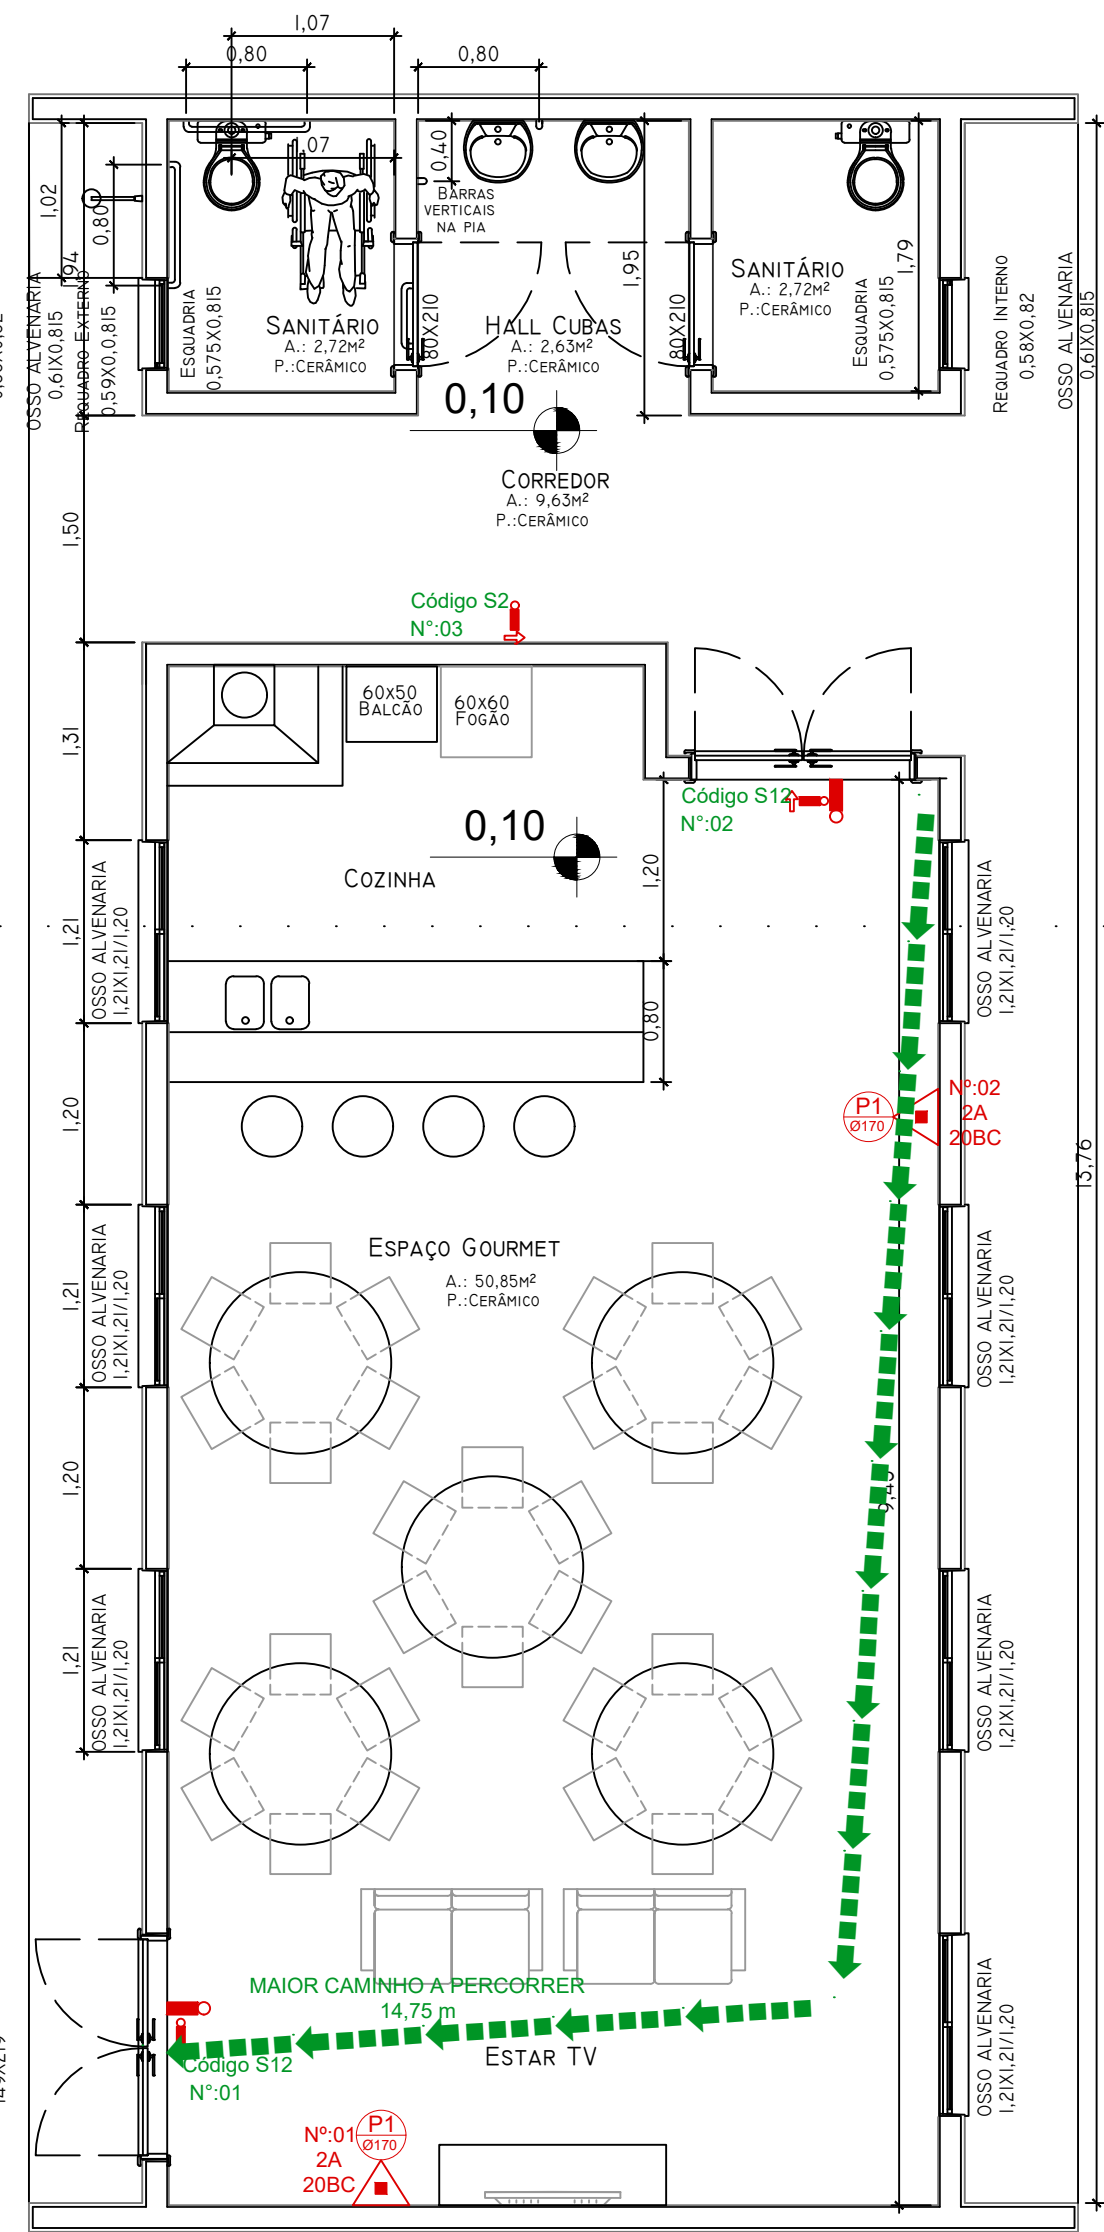 1,07
0,80
0,80
,07
0,40
1,02
0,80
1,94
BARRAS
VERTICAIS
NA PIA
1,95
1,79
OSSO ALVENARIA
0,61X0,815
REQUADRO EXTERNO
0,59X0,0,815
ESQUADRIA
0,575X0,815
SANITÁRIO
A.: 2,72M²
P.:CERÂMICO
80X210
HALL CUBAS
A.: 2,63M²
P.:CERÂMICO
80X210
SANITÁRIO
A.: 2,72M²
P.:CERÂMICO
ESQUADRIA
0,575X0,815
REQUADRO INTERNO
0,58X0,82
OSSO ALVENARIA
0,61X0,815
0,10
CORREDOR
A.: 9,63M²
P.:CERÂMICO
1,50
Código S2
N°:03
60X50
BALCÃO
60X60
FOGÃO
1,31
Código S12
N°:02
0,10
COZINHA
1,20
1,21
OSSO ALVENARIA
1,21X1,21/1,20
OSSO ALVENARIA
1,21X1,21/1,20
0,80
1,20
P1
Ø170
Nº:02
2A
20BC
13,76
ESPAÇO GOURMET
A.: 50,85M²
P.:CERÂMICO
1,21
OSSO ALVENARIA
1,21X1,21/1,20
OSSO ALVENARIA
1,21X1,21/1,20
1,20
1,21
OSSO ALVENARIA
1,21X1,21/1,20
OSSO ALVENARIA
1,21X1,21/1,20
MAIOR CAMINHO A PERCORRER
14,75 m
ESTAR TV
Código S12
N°:01
OSSO ALVENARIA
1,21X1,21/1,20
Nº:01
2A
20BC
P1
Ø170